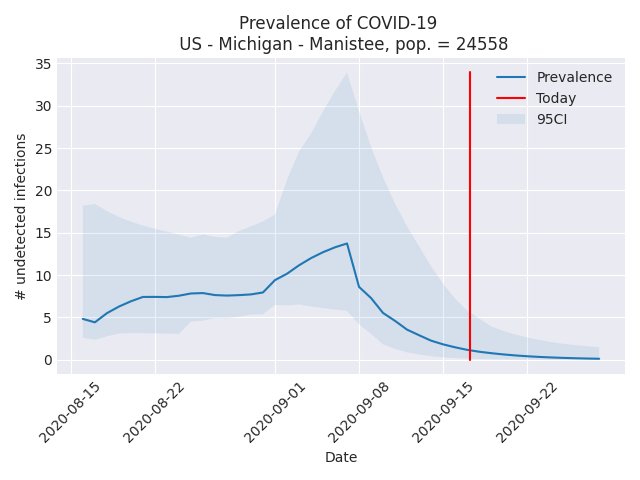 Prevalence of COVID-19
US - Michigan - Manistee, pop. = 24558
Prevalence
Today
95CI
35
30
25
20
15
10
5
0
# undetected infections
2020-08-15
2020-08-22
2020-09-01
2020-09-08
2020-09-15
2020-09-22
Date